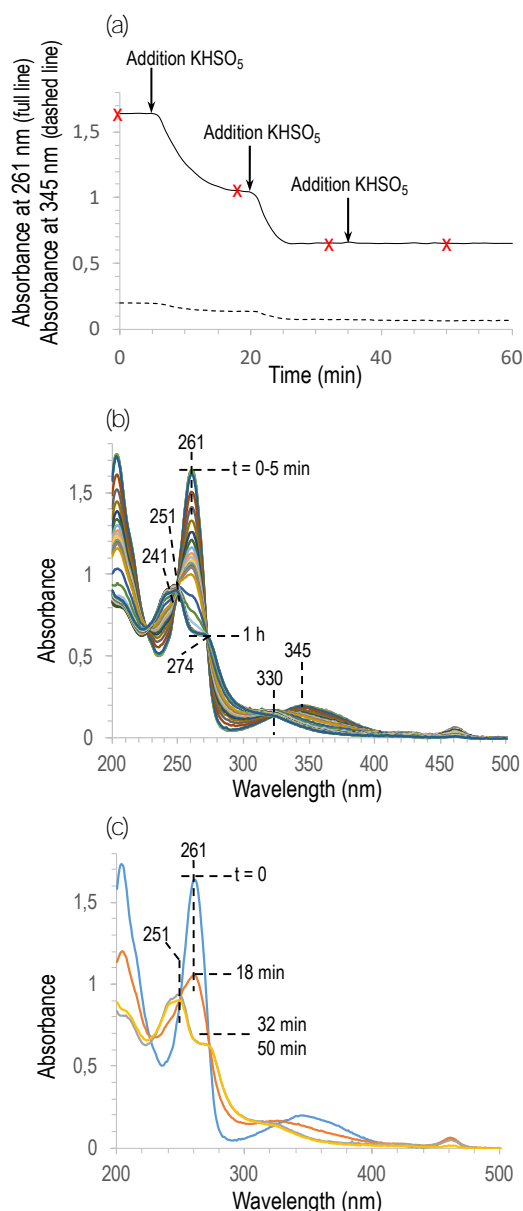 (a)
Addition KHSO₅
Addition KHSO₅
Addition KHSO₅
X
X
X
X
1,5
1
0,5
0
0
20
40
60
Absorbance at 261 nm (full line)
Absorbance at 345 nm (dashed line)
Time (min)
(b)
261
t = 0-5 min
251
241
1 h
274
330
345
1,5
1
0,5
0
200
250
300
350
400
450
500
Absorbance
Wavelength (nm)
(c)
261
t = 0
251
18 min
32 min
50 min
1,5
1
0,5
0
200
300
400
500
Absorbance
Wavelength (nm)